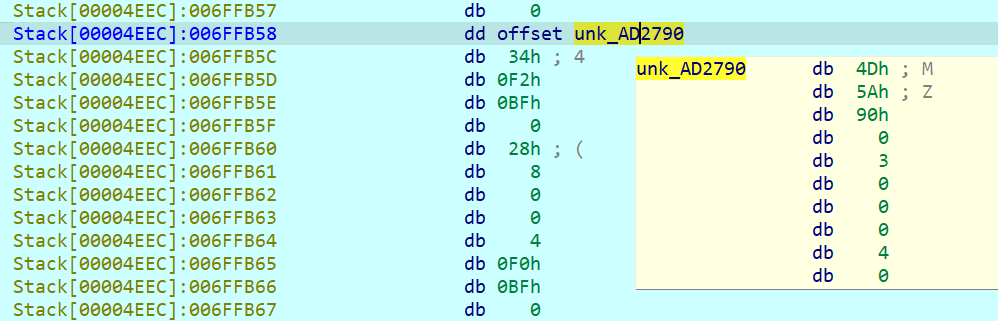 Stack[00004EEC]:006FFB57 db 0
Stack[00004EEC]:006FFB58 dd offset unk_AD2790
Stack[00004EEC]:006FFB5C db 34h ; 4
Stack[00004EEC]:006FFB5D db 0F2h
Stack[00004EEC]:006FFB5E db 0BFh
Stack[00004EEC]:006FFB5F db 0
Stack[00004EEC]:006FFB60 db 28h ; (
Stack[00004EEC]:006FFB61 db 8
Stack[00004EEC]:006FFB62 db 0
Stack[00004EEC]:006FFB63 db 0
Stack[00004EEC]:006FFB64 db 4
Stack[00004EEC]:006FFB65 db 0F0h
Stack[00004EEC]:006FFB66 db 0BFh
Stack[00004EEC]:006FFB67 db 0
unk_AD2790 db 4Dh ; M
db 5Ah ; Z
db 90h
db 0
db 3
db 0
db 0
db 0
db 4
db 0